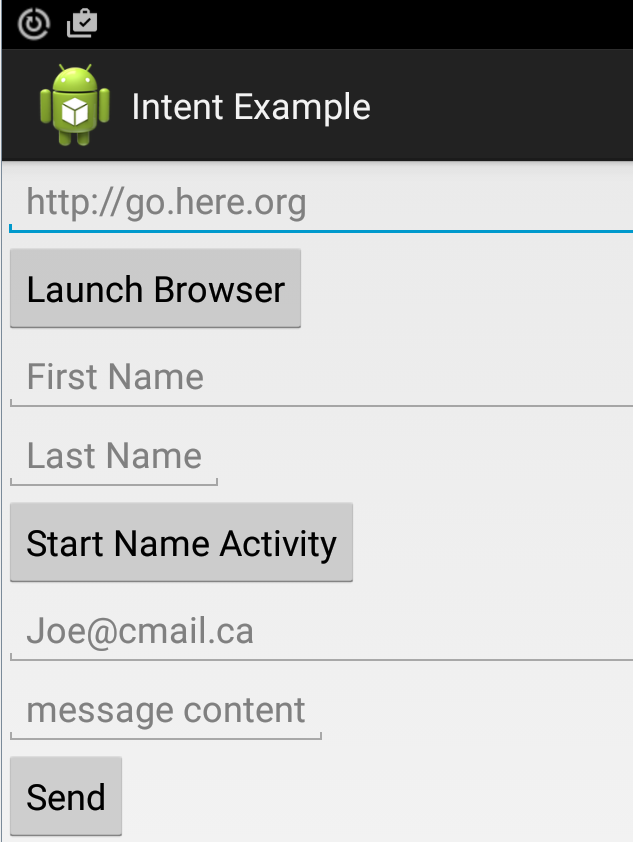 Intent Example
http://go.here.org
Launch Browser
First Name
Last Name
Start Name Activity
Joe@cmail.ca
message content
Send